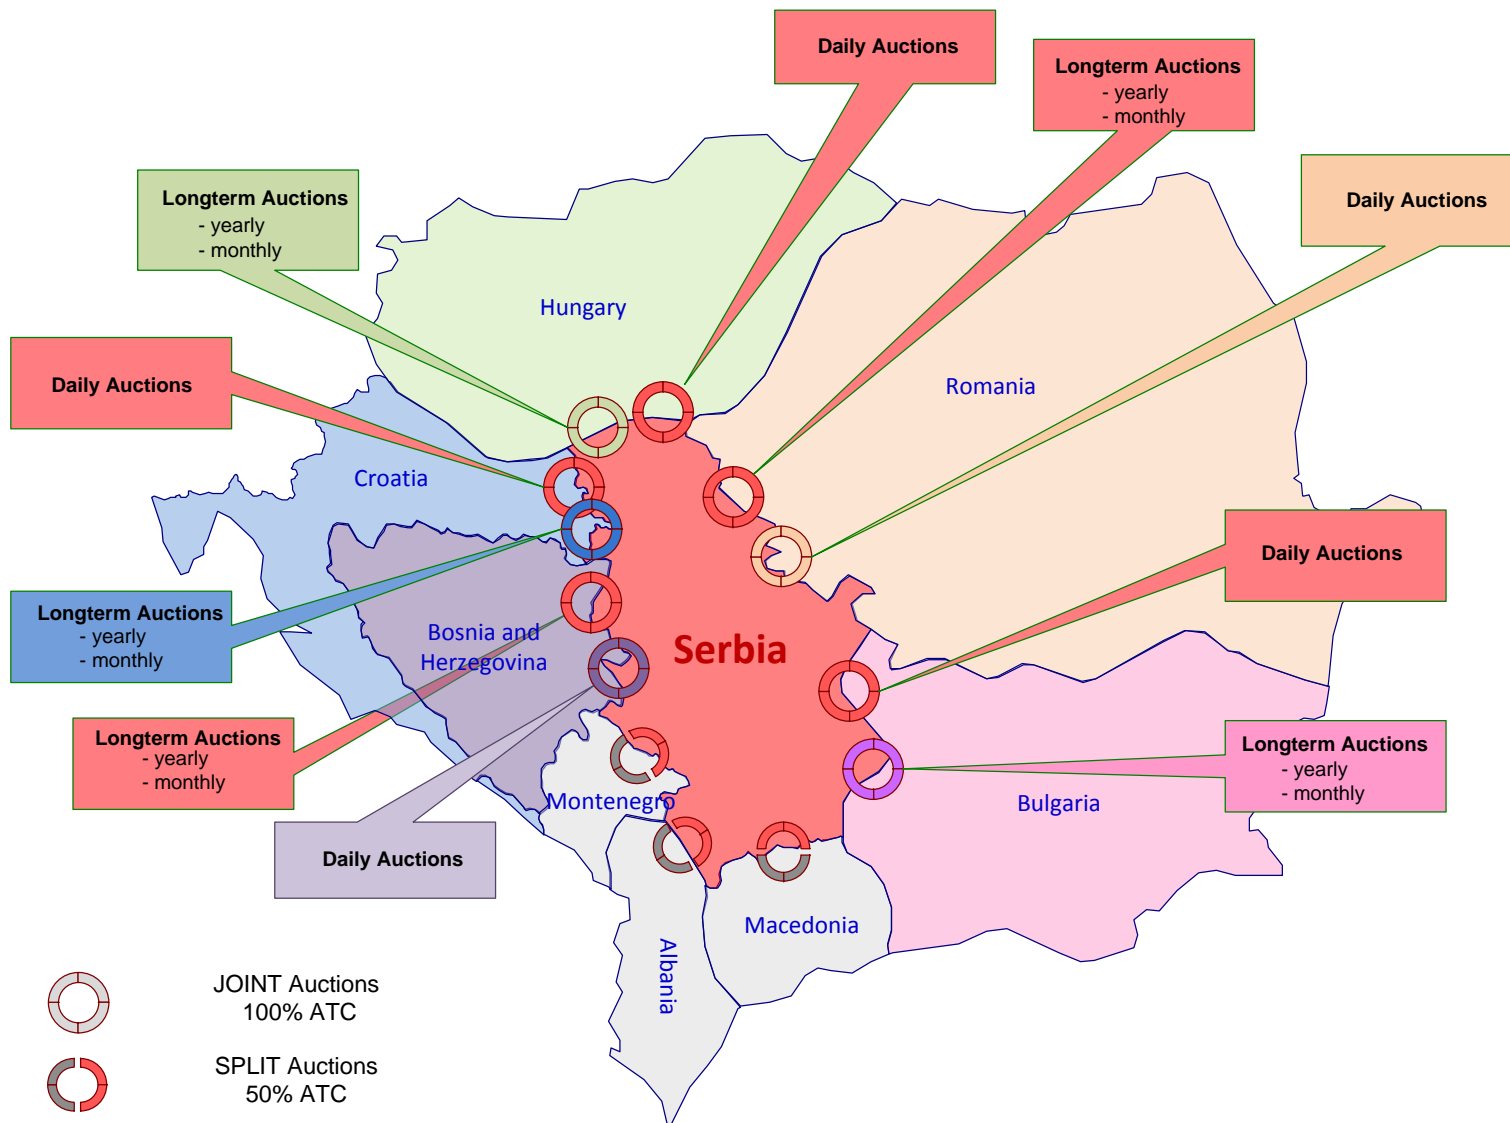 Daily Auctions
Longterm Auctions
- yearly
- monthly
Longterm Auctions
- yearly
- monthly
Daily Auctions
Hungary
Daily Auctions
Romania
Croatia
Daily Auctions
Longterm Auctions
- yearly
- monthly
Bosnia and
Herzegovina
Serbia
Longterm Auctions
- yearly
- monthly
Longterm Auctions
- yearly
- monthly
Montenegro
Bulgaria
Daily Auctions
Macedonia
Albania
JOINT Auctions
100% ATC
SPLIT Auctions
50% ATC